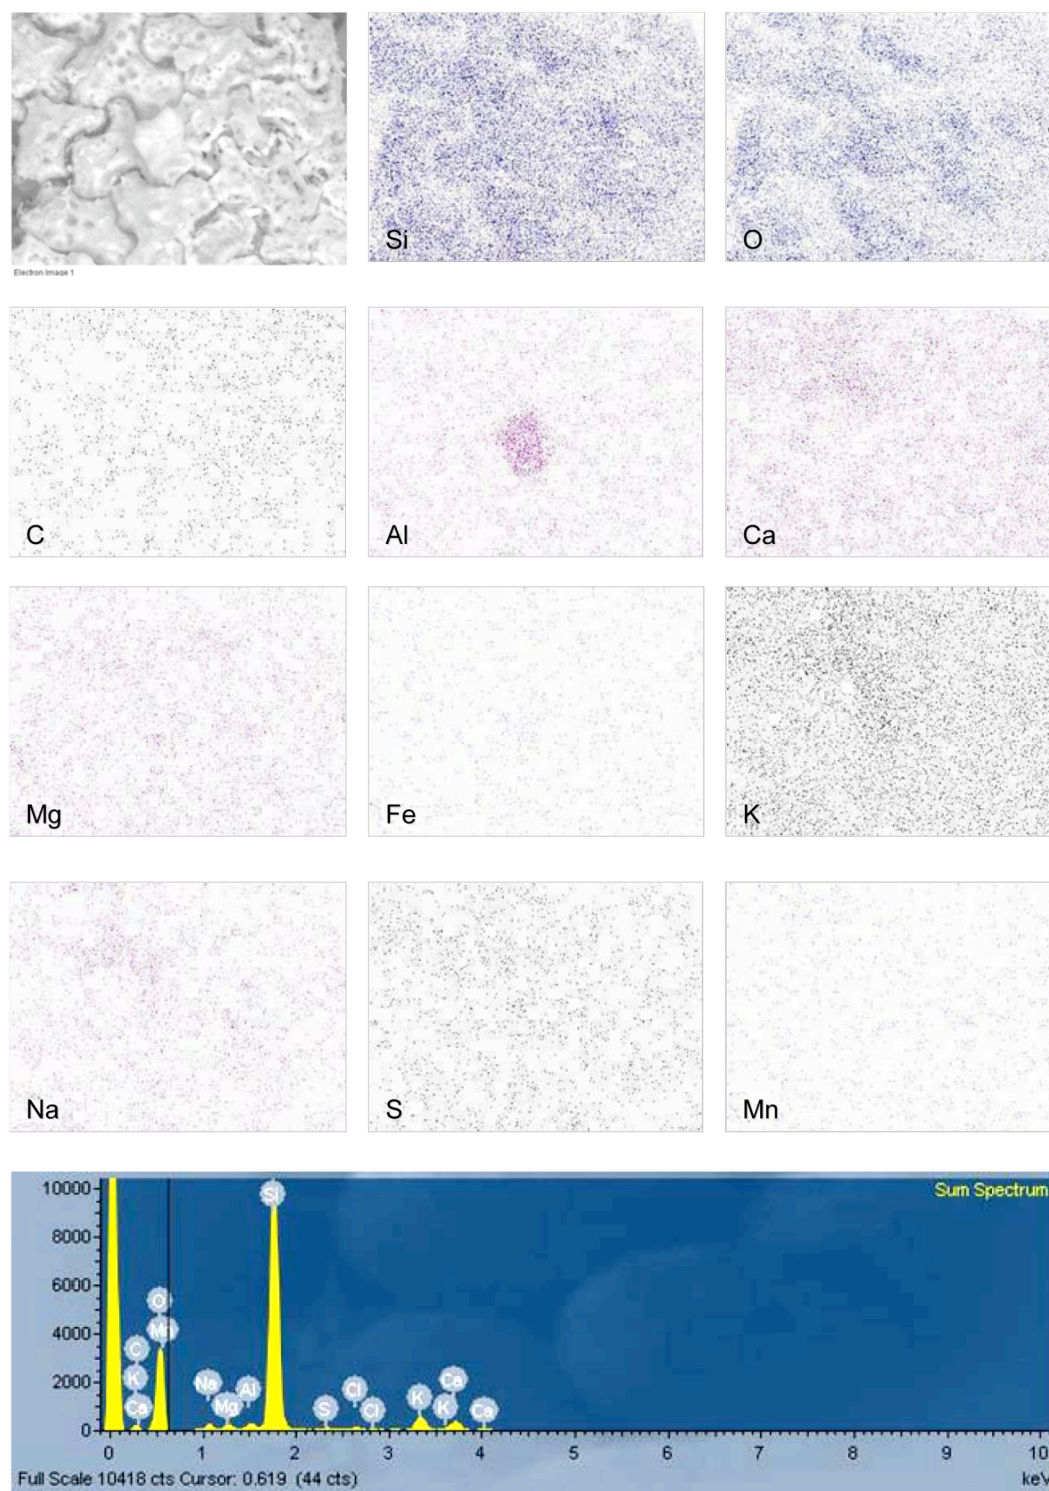 Electron Image 1
Si
O
C
Al
Ca
Mg
Fe
K
Na
S
Mn
Sum Spectrum
10000
8000
6000
4000
2000
0
Si
O
Mn
C
K
Ca
Na
Mg
Al
S
Cl
Cl
K
K
Ca
Ca
0 1 2 3 4 5 6 7 8 9 10
Full Scale 10418 cts Cursor: 0.619 (44 cts)
keV